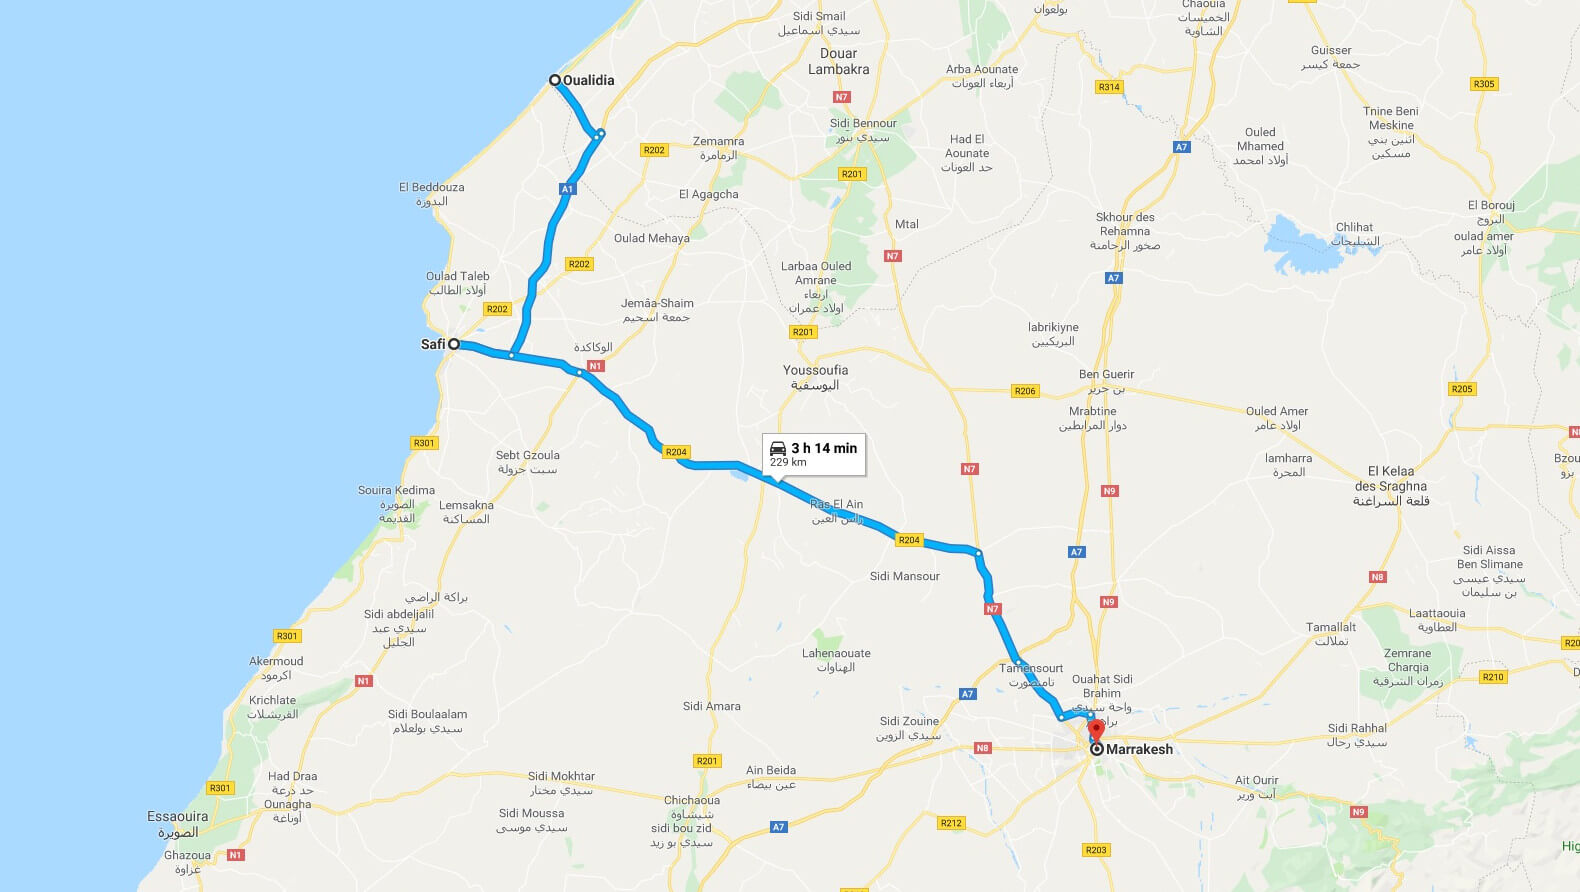 Sidi Smail
سيدي اسماعيل
بولعوان
Chaouia
الخميسات
الشاوية
Douar
Lambakra
Guisser
جمعة كيسر
Oualidia
Arba Aounate
أربعاء العونات
R314
R305
N7
Tnine Beni
Meskine
اثنين بني
مسكين
Sidi Bennour
سيدي بنور
Had El
Aounate
حد العونات
Ouled
Mhamed
أولاد امحمد
Zemamra
الزمامرة
R202
A7
R201
El Beddouza
البدوزة
A1
El Agagcha
El Borouj
البروج
oulad amer
أولاد عامر
Mtal
Skhour des
Rehamna
صخور الرحامنة
Chlihat
الشليحات
Oulad Mehaya
N7
R202
Larbaa Ouled
Amrane
اربعاء
اولاد عمران
A7
Oulad Taleb
أولاد الطالب
R202
Jemâa-Shaim
جمعة اسحيم
labrikiyne
البريكيين
R201
Safi
الوكاكدة
N1
Youssoufia
اليوسفية
Ben Guerir
بن جرير
R206
R205
Mrabtine
دوار المرابطين
Ouled Amer
اولاد عامر
R301
3 h 14 min
229 km
R204
Sebt Gzoula
سبت جزولة
N7
lamharra
المحرة
El Kelaa
des Sraghna
قلعة السراغنة
Bzou
بزو
Souira Kedima
الصويرة
القديمة
Lemsakna
المساكنة
N9
Ras El Ain
راس العين
R204
A7
Sidi Aissa
Ben Slimane
سيدي عيسى
بن سليمان
Sidi Mansour
N8
براكة الراضي
N7
N9
Sidi abdeljalil
سيدي عبد
الجليل
Laattaouia
العطاوية
R301
Tamallalt
تملالت
Lahenaouate
الهناوات
Zemrane
Charqia
زمران الشرقية
Akermoud
اكرمود
Tamensourt
تامنصورت
N1
A7
Ouahat Sidi
Brahim
واحة سيدي
R210
Krichlate
القريشلات
Sidi Amara
Sidi Boulaalam
سيدي بولعلام
Sidi Zouine
سيدي الزوين
Sidi Rahhal
سيدي رحال
N8
Marrakesh
R201
Ain Beida
عين بيضاء
Had Draa
حد درعة
Ounagha
أوناغة
R301
Sidi Mokhtar
سيدي مختار
Ait Ourir
آيت ورير
Chichaoua
شيشاوة
sidi bou zid
سيدي بو زيد
Essaouira
الصويرة
Sidi Moussa
سيدي موسى
A7
R212
N9
Ghazoua
غزاوة
N1
R203